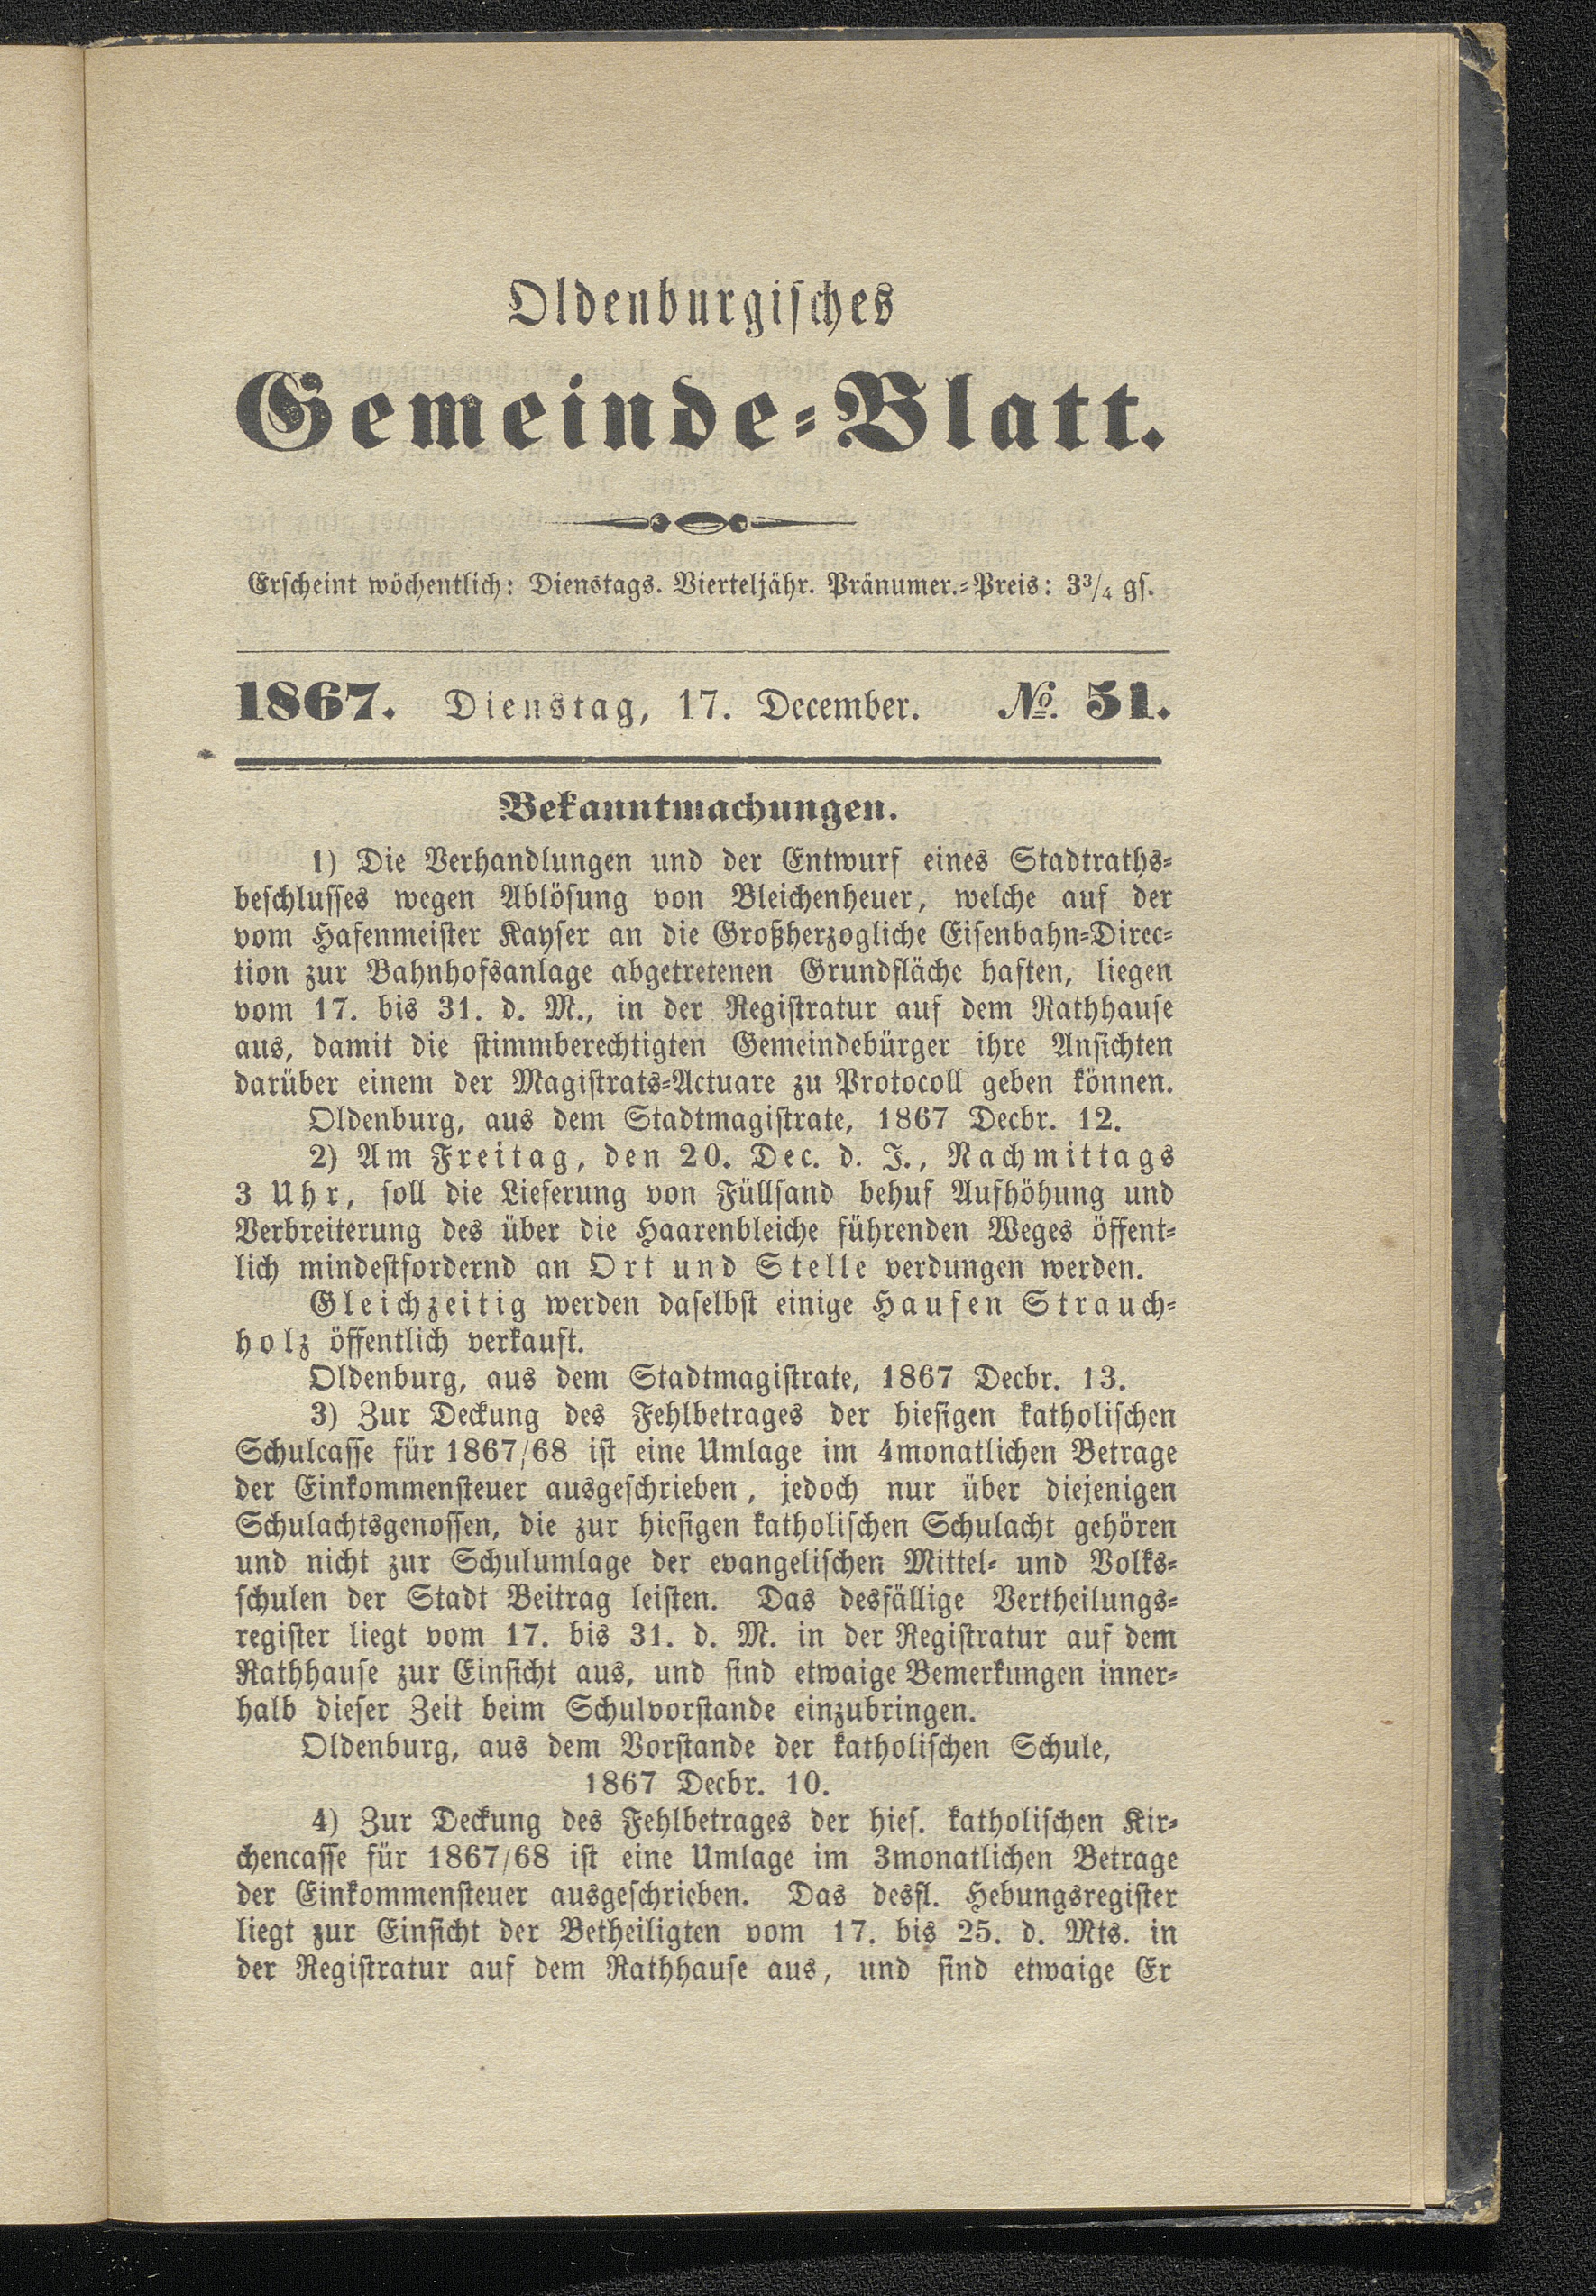 Oldenburgisches
Gemeinde-Blatt.
Erscheint wöchentlich: Dienstags. Vierteljähr. Pränumer.-Preis: 3³/₄ gs.
1867. Dienstag, 17. December. № 51.
Bekanntmachungen.
1) Die Verhandlungen und der Entwurf eines Stadtraths-
beschlusses wegen Ablösung von Bleichenheuer, welche auf der
vom Hafenmeister Kayser an die Großherzogliche Eisenbahn-Direc-
tion zur Bahnhofsanlage abgetretenen Grundfläche haften, liegen
vom 17. bis 31. d. M., in der Registratur auf dem Rathhause
aus, damit die stimmberechtigten Gemeindebürger ihre Ansichten
darüber einem der Magistrats-Actuare zu Protocoll geben können.
Oldenburg, aus dem Stadtmagistrate, 1867 Decbr. 12.
2) Am Freitag, den 20. Dec. d. J., Nachmittags
3 Uhr, soll die Lieferung von Füllsand behuf Aufhöhung und
Verbreiterung des über die Haarenbleiche führenden Weges öffent-
lich mindestfordernd an Ort und Stelle verdungen werden.
Gleichzeitig werden daselbst einige Haufen Strauch-
holz öffentlich verkauft.
Oldenburg, aus dem Stadtmagistrate, 1867 Decbr. 13.
3) Zur Deckung des Fehlbetrages der hiesigen katholischen
Schulcasse für 1867/68 ist eine Umlage im 4monatlichen Betrage
der Einkommensteuer ausgeschrieben, jedoch nur über diejenigen
Schulachtsgenossen, die zur hiesigen katholischen Schulacht gehören
und nicht zur Schulumlage der evangelischen Mittel- und Volks-
schulen der Stadt Beitrag leisten. Das desfällige Vertheilungs-
register liegt vom 17. bis 31. d. M. in der Registratur auf dem
Rathhause zur Einsicht aus, und sind etwaige Bemerkungen inner-
halb dieser Zeit beim Schulvorstande einzubringen.
Oldenburg, aus dem Vorstande der katholischen Schule,
1867 Decbr. 10.
4) Zur Deckung des Fehlbetrages der hies. katholischen Kir-
chencasse für 1867/68 ist eine Umlage im 3monatlichen Betrage
der Einkommensteuer ausgeschrieben. Das desfl. Hebungsregister
liegt zur Einsicht der Betheiligten vom 17. bis 25. d. Mts. in
der Registratur auf dem Rathhause aus, und sind etwaige Er